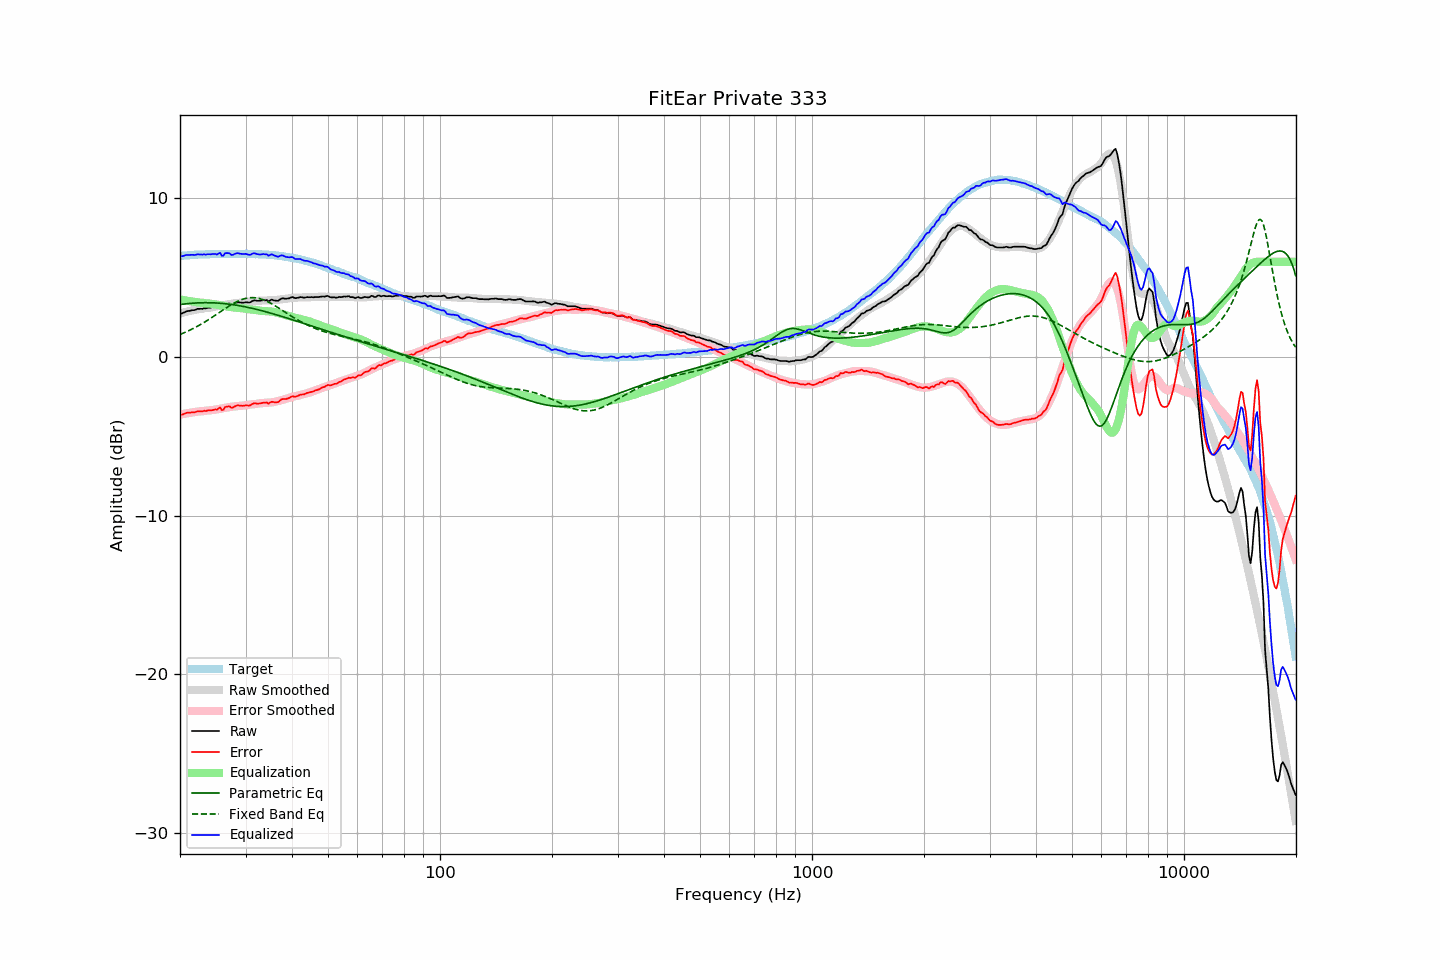 FitEar Private 333
Amplitude (dBr)
10
0
−10
−20
−30
Target
Raw Smoothed
Error Smoothed
Raw
Error
Equalization
Parametric Eq
Fixed Band Eq
Equalized
100
1000
10000
Frequency (Hz)